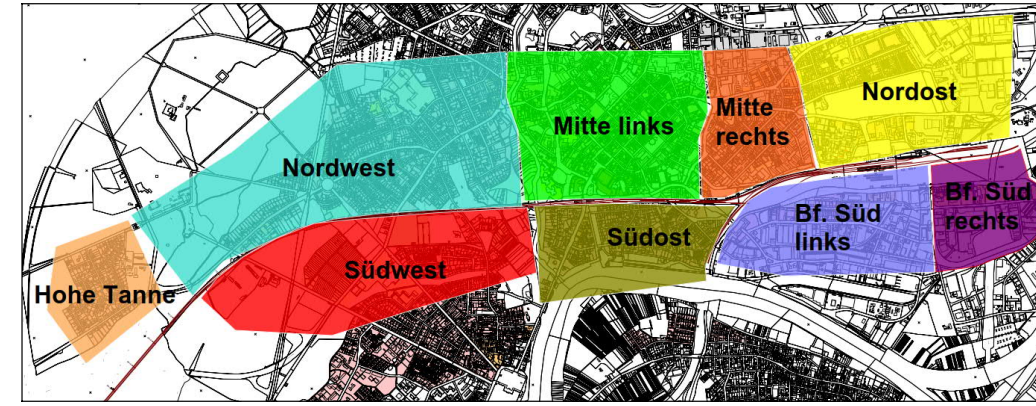 Nordost
Mitte
rechts
Mitte links
Nordwest
Bf. Süd
rechts
Bf. Süd
links
Südost
Südwest
Hohe Tanne